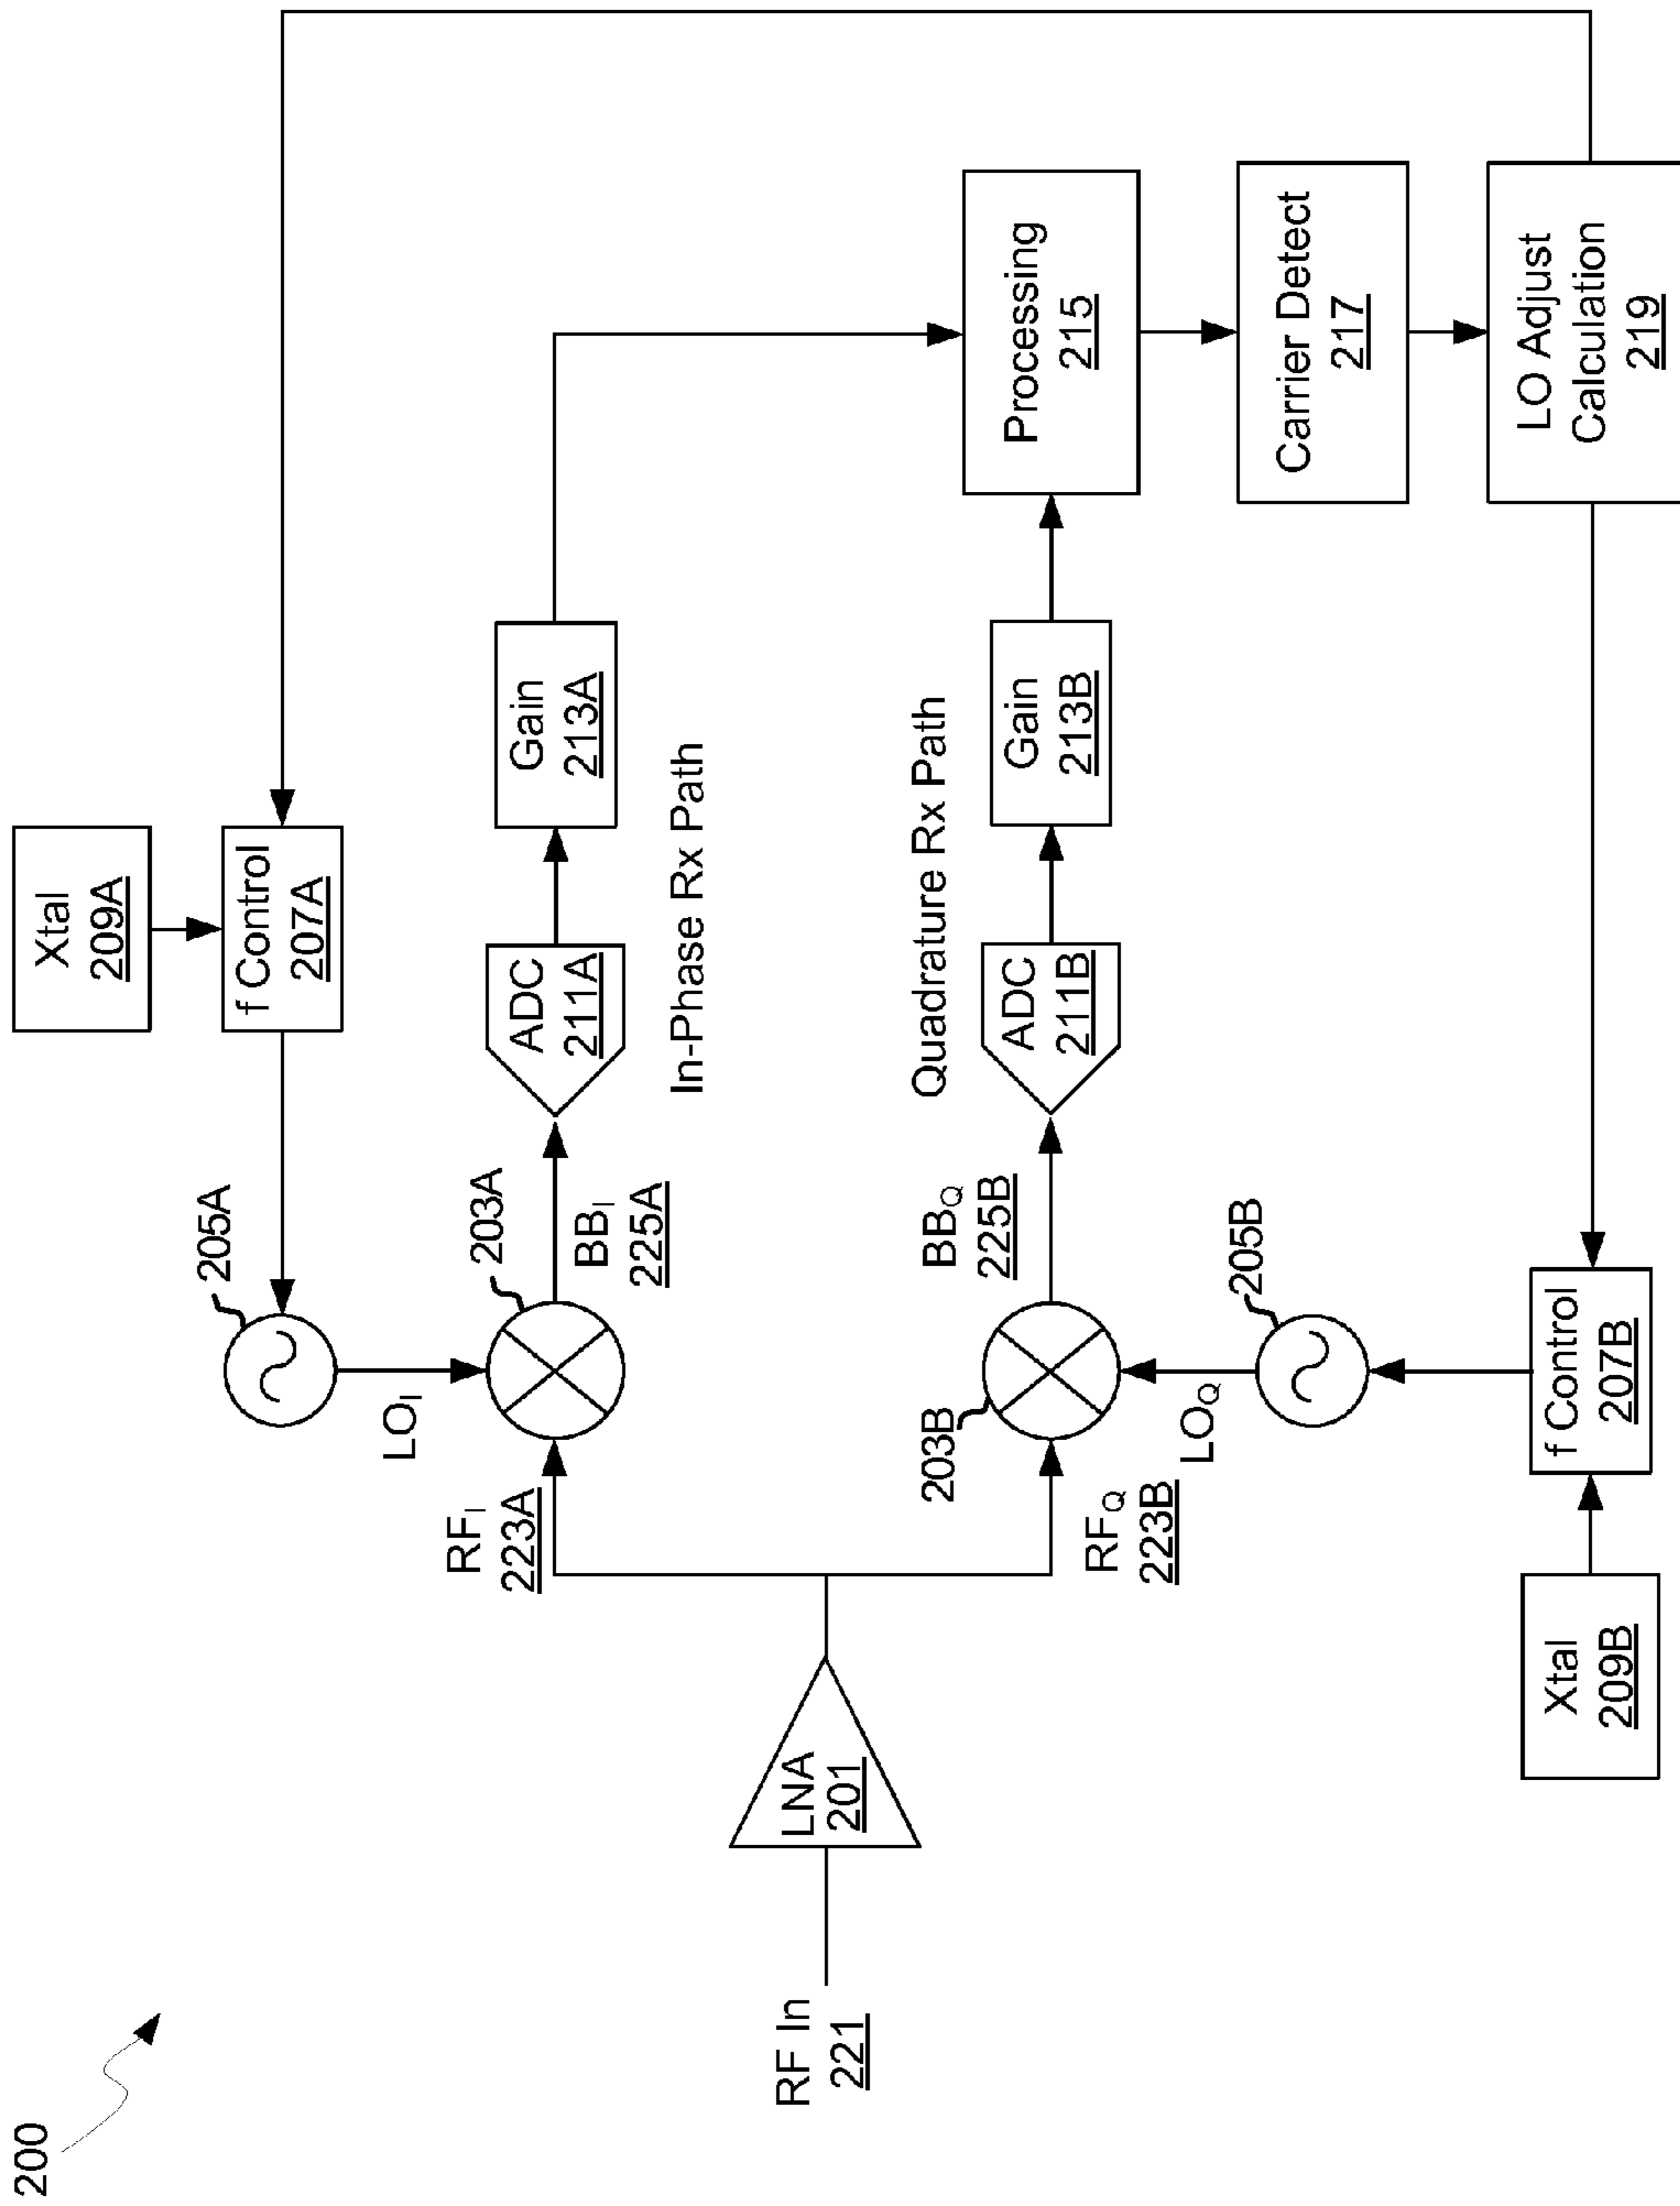 200
Xtal
209A
f Control
207A
205A
LO_I
203A
RF_I
223A
BB_I
225A
ADC
211A
Gain
213A
In-Phase Rx Path
RF In
221
LNA
201
Quadrature Rx Path
203B
BB_Q
225B
ADC
211B
Gain
213B
Processing
215
RF_Q
223B
LO_Q
205B
Carrier Detect
217
Xtal
209B
f Control
207B
LO Adjust
Calculation
219